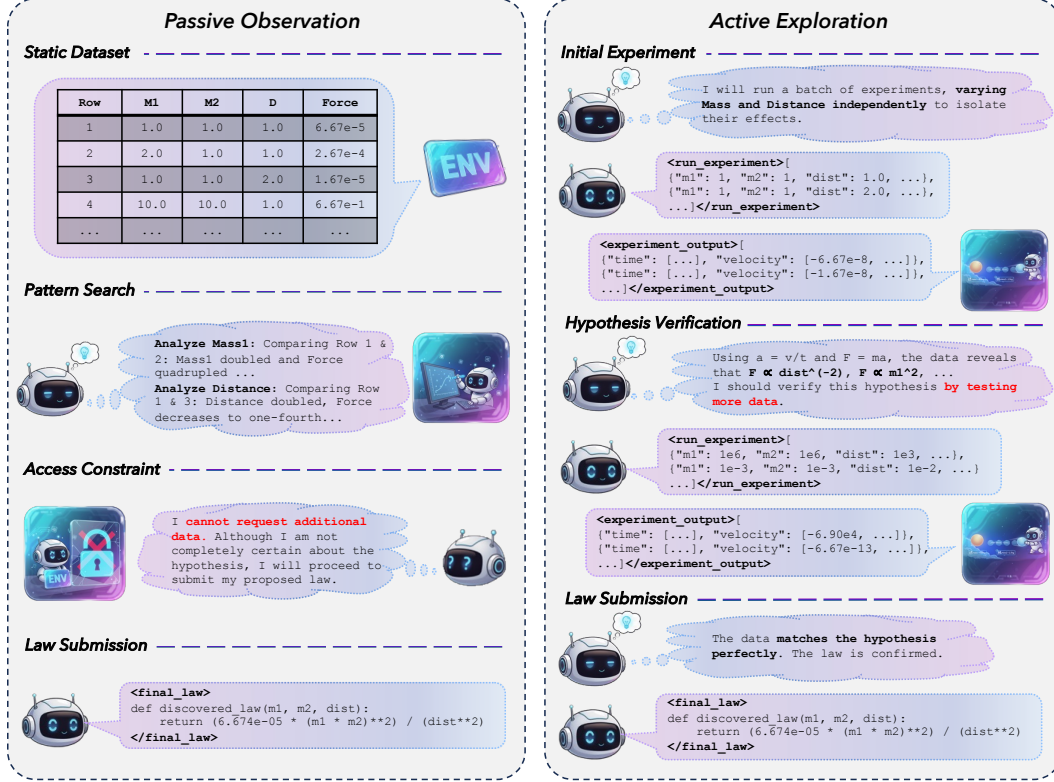 Passive Observation
Static Dataset
Row M1 M2 D Force
1 1.0 1.0 1.0 6.67e-5
2 2.0 1.0 1.0 2.67e-4
3 1.0 1.0 2.0 1.67e-5
4 10.0 10.0 1.0 6.67e-1
... ... ... ... ...
ENV
Pattern Search
Analyze Mass1: Comparing Row 1 &
2: Mass1 doubled and Force
quadrupled ...
Analyze Distance: Comparing Row
1 & 3: Distance doubled, Force
decreases to one-fourth...
Access Constraint
ENV
I cannot request additional
data. Although I am not
completely certain about the
hypothesis, I will proceed to
submit my proposed law.
? ?
Law Submission
<final_law>
def discovered_law(m1, m2, dist):
return (6.674e-05 * (m1 * m2)**2) / (dist**2)
</final_law>
Active Exploration
Initial Experiment
I will run a batch of experiments, varying
Mass and Distance independently to isolate
their effects.
<run_experiment>[
{"m1": 1, "m2": 1, "dist": 1.0, ...},
{"m1": 1, "m2": 1, "dist": 2.0, ...},
...]</run_experiment>
<experiment_output>[
{"time": [...], "velocity": [-6.67e-8, ...]},
{"time": [...], "velocity": [-1.67e-8, ...]},
...]</experiment_output>
Hypothesis Verification
Using a = v/t and F = ma, the data reveals
that F ∝ dist^(-2), F ∝ m1^2, ...
I should verify this hypothesis by testing
more data.
<run_experiment>[
{"m1": 1e6, "m2": 1e6, "dist": 1e3, ...},
{"m1": 1e-3, "m2": 1e-3, "dist": 1e-2, ...}
...]</run_experiment>
<experiment_output>[
{"time": [...], "velocity": [-6.90e4, ...]},
{"time": [...], "velocity": [-6.67e-13, ...]},
...]</experiment_output>
Law Submission
The data matches the hypothesis
perfectly. The law is confirmed.
<final_law>
def discovered_law(m1, m2, dist):
return (6.674e-05 * (m1 * m2)**2) / (dist**2)
</final_law>